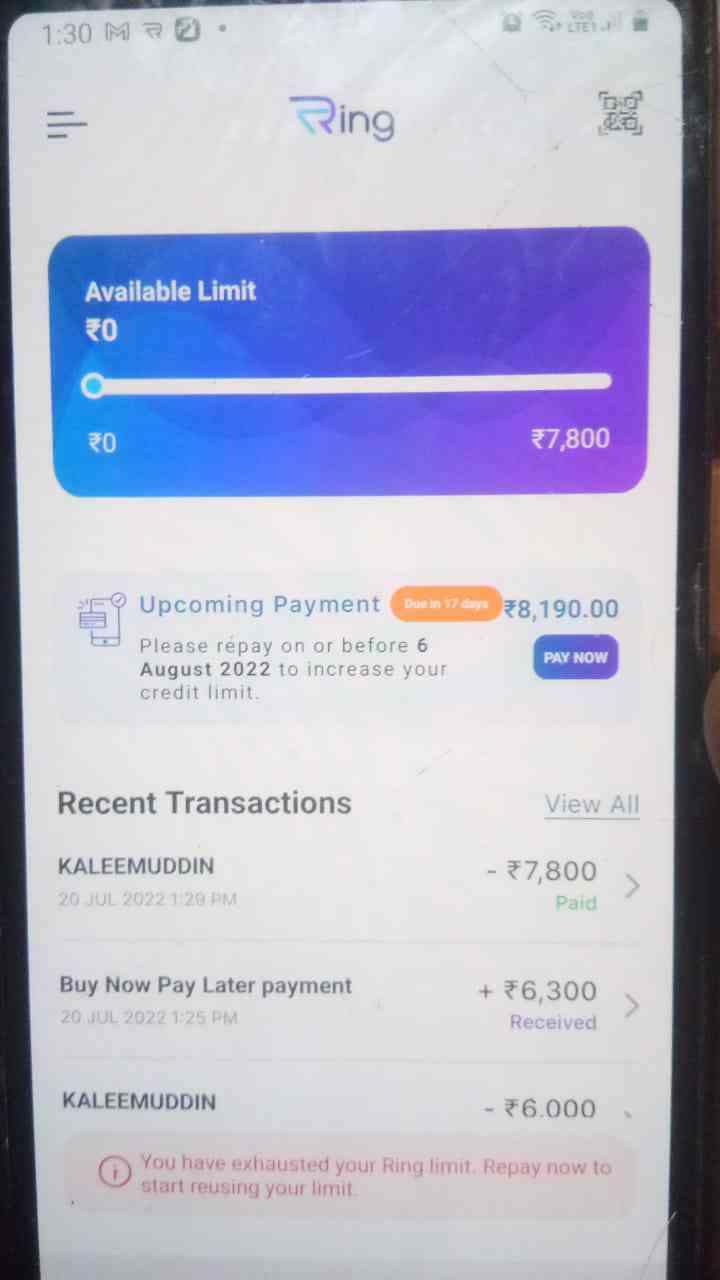 1:30
Vo9
LTE1
Ring
Available Limit
₹0
₹0 ₹7,800
Upcoming Payment Due in 17 days ₹8,190.00
Please repay on or before 6
August 2022 to increase your
credit limit.
PAY NOW
Recent Transactions View All
KALEEMUDDIN - ₹7,800
20 JUL 2022 1:29 PM Paid
Buy Now Pay Later payment + ₹6,300
20 JUL 2022 1:25 PM Received
KALEEMUDDIN - ₹6.000
You have exhausted your Ring limit. Repay now to
start reusing your limit.